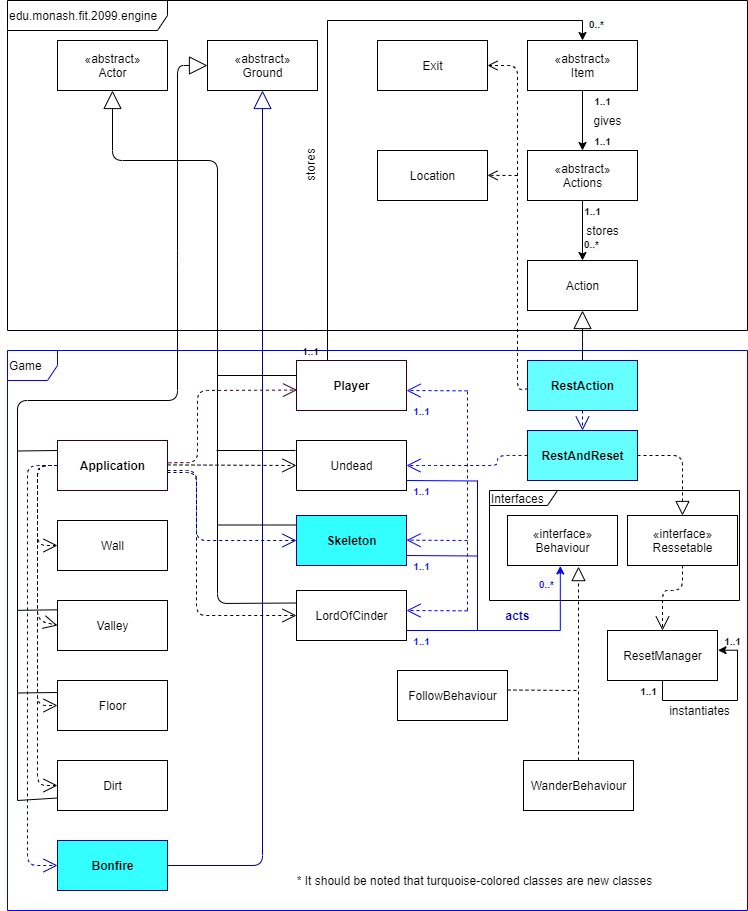 edu.monash.fit.2099.engine
0..*
«abstract»
Actor
«abstract»
Ground
Exit
«abstract»
Item
1..1
gives
1..1
stores
Location
«abstract»
Actions
1..1
stores
0..*
Action
1..1
Game
Player
RestAction
1..1
Application
Undead
RestAndReset
1..1
Interfaces
Wall
Skeleton
«interface»
Behaviour
«interface»
Ressetable
1..1
0..*
Valley
LordOfCinder
acts
1..1
ResetManager
1..1
1..1
instantiates
Floor
FollowBehaviour
Dirt
WanderBehaviour
Bonfire
* It should be noted that turquoise-colored classes are new classes